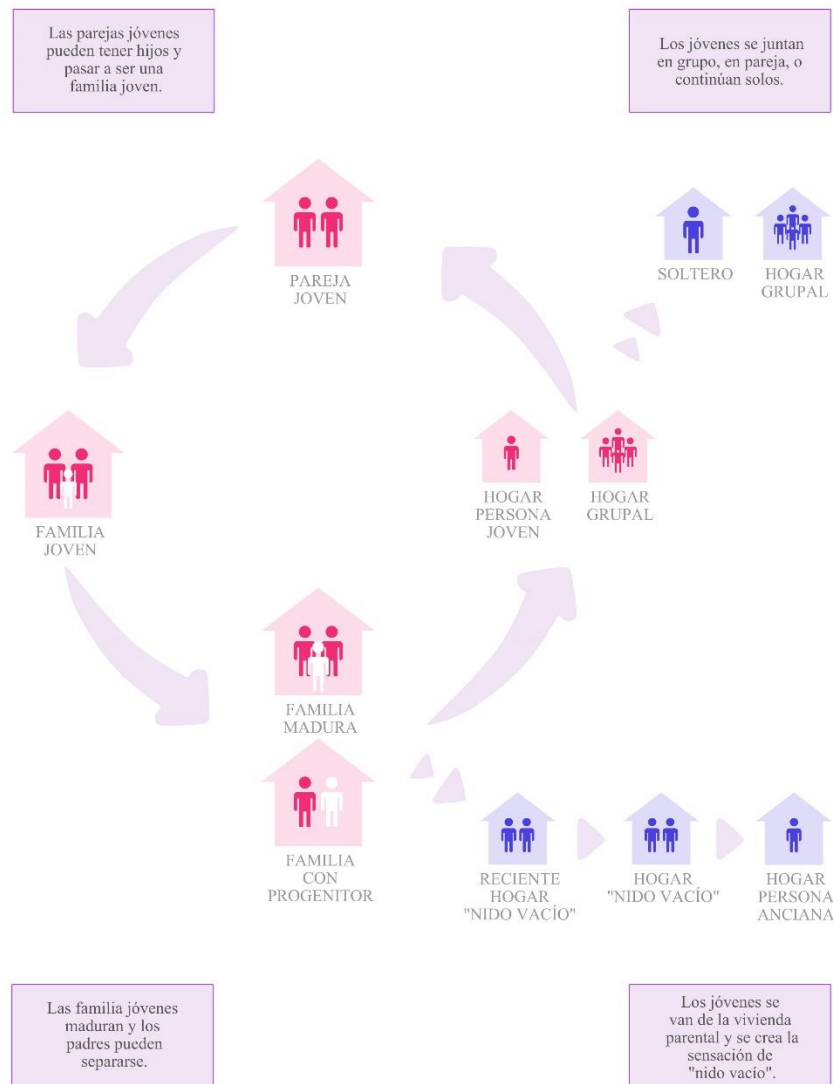 Las parejas jóvenes
pueden tener hijos y
pasar a ser una
familia joven.
Los jóvenes se juntan
en grupo, en pareja, o
continúan solos.
PAREJA
JOVEN
SOLTERO
HOGAR
GRUPAL
FAMILIA
JOVEN
HOGAR
PERSONA
JOVEN
HOGAR
GRUPAL
FAMILIA
MADURA
FAMILIA
CON
PROGENITOR
RECIENTE
HOGAR
"NIDO VACÍO"
HOGAR
"NIDO VACÍO"
HOGAR
PERSONA
ANCIANA
Las familia jóvenes
maduran y los
padres pueden
separarse.
Los jóvenes se
van de la vivienda
parental y se crea la
sensación de
"nido vacío".